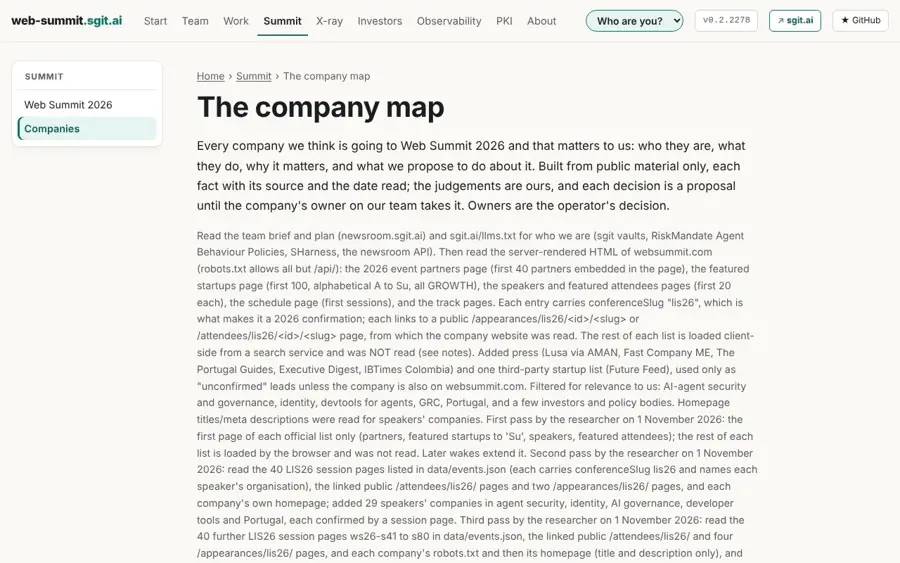 web-summit.sgit.ai
Start Team Work Summit X-ray Investors Observability PKI About
Who are you?
v0.2.2278
↗ sgit.ai
★ GitHub
SUMMIT
Web Summit 2026
Companies
Home › Summit › The company map
The company map
Every company we think is going to Web Summit 2026 and that matters to us: who they are, what
they do, why it matters, and what we propose to do about it. Built from public material only, each
fact with its source and the date read; the judgements are ours, and each decision is a proposal
until the company's owner on our team takes it. Owners are the operator's decision.
Read the team brief and plan (newsroom.sgit.ai) and sgit.ai/llms.txt for who we are (sgit vaults, RiskMandate Agent
Behaviour Policies, SHarness, the newsroom API). Then read the server-rendered HTML of websummit.com
(robots.txt allows all but /api/): the 2026 event partners page (first 40 partners embedded in the page), the featured
startups page (first 100, alphabetical A to Su, all GROWTH), the speakers and featured attendees pages (first 20
each), the schedule page (first sessions), and the track pages. Each entry carries conferenceSlug "lis26", which is
what makes it a 2026 confirmation; each links to a public /appearances/lis26/<id>/<slug> or
/attendees/lis26/<id>/<slug> page, from which the company website was read. The rest of each list is loaded client-
side from a search service and was NOT read (see notes). Added press (Lusa via AMAN, Fast Company ME, The
Portugal Guides, Executive Digest, IBTimes Colombia) and one third-party startup list (Future Feed), used only as
"unconfirmed" leads unless the company is also on websummit.com. Filtered for relevance to us: AI-agent security
and governance, identity, devtools for agents, GRC, Portugal, and a few investors and policy bodies. Homepage
titles/meta descriptions were read for speakers' companies. First pass by the researcher on 1 November 2026: the
first page of each official list only (partners, featured startups to 'Su', speakers, featured attendees); the rest of each
list is loaded by the browser and was not read. Later wakes extend it. Second pass by the researcher on 1 November
2026: read the 40 LIS26 session pages listed in data/events.json (each carries conferenceSlug lis26 and names each
speaker's organisation), the linked public /attendees/lis26/ pages and two /appearances/lis26/ pages, and each
company's own homepage; added 29 speakers' companies in agent security, identity, AI governance, developer
tools and Portugal, each confirmed by a session page. Third pass by the researcher on 1 November 2026: read the
40 further LIS26 session pages ws26-s41 to s80 in data/events.json, the linked public /attendees/lis26/ and four
/appearances/lis26/ pages, and each company's robots.txt and then its homepage (title and description only), and